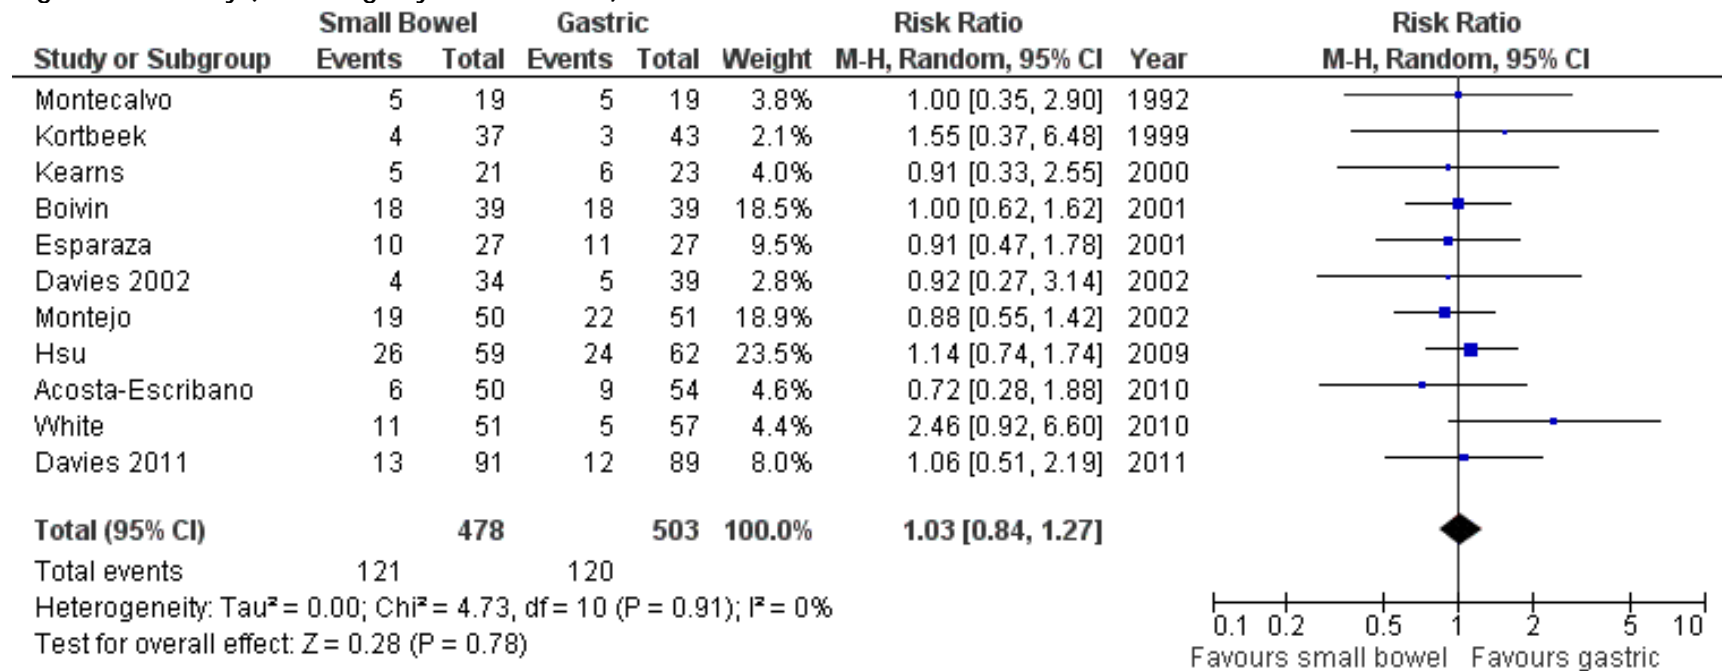 Small Bowel Gastric Risk Ratio Risk Ratio
Study or Subgroup Events Total Events Total Weight M-H, Random, 95% CI Year M-H, Random, 95% CI
Montecalvo 5 19 5 19 3.8% 1.00 [0.35, 2.90] 1992
Kortbeek 4 37 3 43 2.1% 1.55 [0.37, 6.48] 1999
Kearns 5 21 6 23 4.0% 0.91 [0.33, 2.55] 2000
Boivin 18 39 18 39 18.5% 1.00 [0.62, 1.62] 2001
Esparaza 10 27 11 27 9.5% 0.91 [0.47, 1.78] 2001
Davies 2002 4 34 5 39 2.8% 0.92 [0.27, 3.14] 2002
Montejo 19 50 22 51 18.9% 0.88 [0.55, 1.42] 2002
Hsu 26 59 24 62 23.5% 1.14 [0.74, 1.74] 2009
Acosta-Escribano 6 50 9 54 4.6% 0.72 [0.28, 1.88] 2010
White 11 51 5 57 4.4% 2.46 [0.92, 6.60] 2010
Davies 2011 13 91 12 89 8.0% 1.06 [0.51, 2.19] 2011
Total (95% CI) 478 503 100.0% 1.03 [0.84, 1.27]
Total events 121 120
Heterogeneity: Tau² = 0.00; Chi² = 4.73, df = 10 (P = 0.91); I² = 0%
Test for overall effect: Z = 0.28 (P = 0.78)
0.1 0.2 0.5 1 2 5 10
Favours small bowel Favours gastric